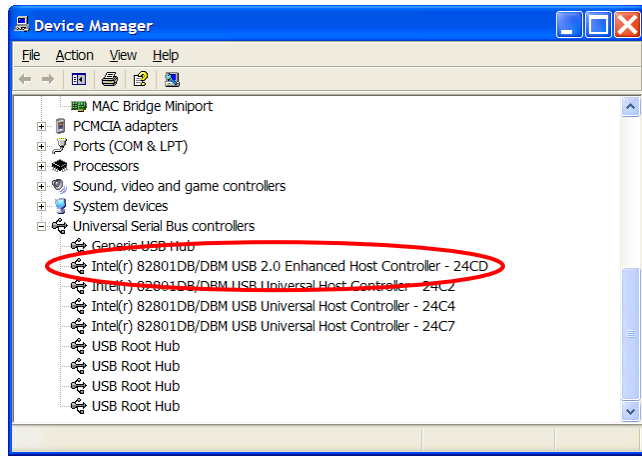 Device Manager
File Action View Help
MAC Bridge Miniport
PCMCIA adapters
Ports (COM & LPT)
Processors
Sound, video and game controllers
System devices
Universal Serial Bus controllers
Generic USB Hub
Intel(r) 82801DB/DBM USB 2.0 Enhanced Host Controller - 24CD
Intel(r) 82801DB/DBM USB Universal Host Controller - 24C2
Intel(r) 82801DB/DBM USB Universal Host Controller - 24C4
Intel(r) 82801DB/DBM USB Universal Host Controller - 24C7
USB Root Hub
USB Root Hub
USB Root Hub
USB Root Hub